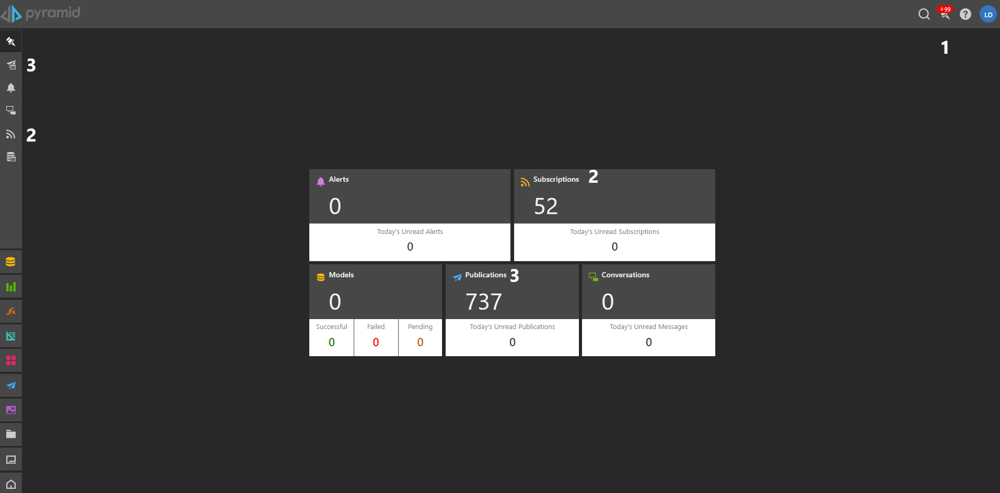 pyramid
+99
?
LD
1
3
2
Alerts
0
Today's Unread Alerts
0
Subscriptions 2
52
Today's Unread Subscriptions
0
Models
0
Successful Failed Pending
0 0 0
Publications 3
737
Today's Unread Publications
0
Conversations
0
Today's Unread Messages
0
fx